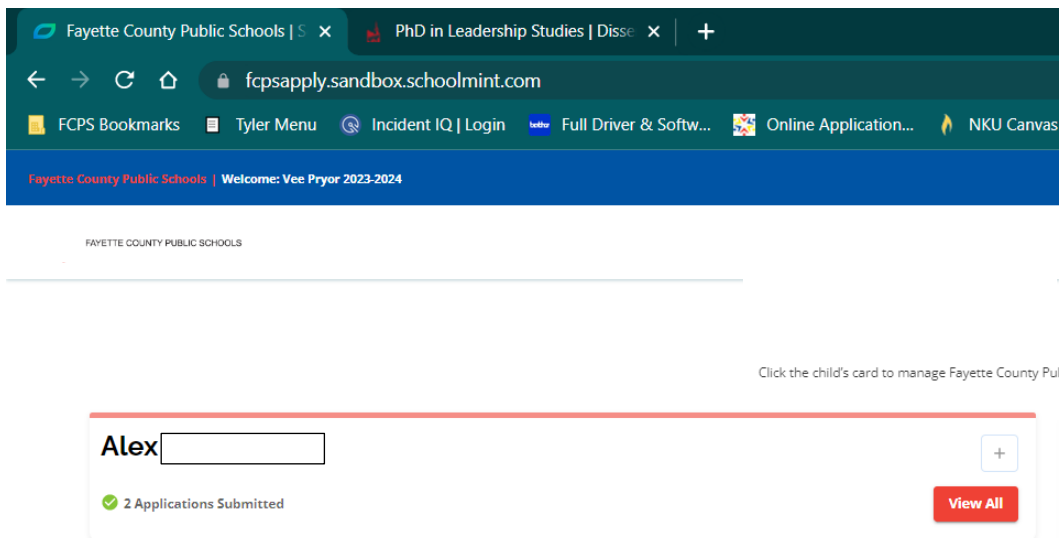 Fayette County Public Schools | S
PhD in Leadership Studies | Disse
fcpsapply.sandbox.schoolmint.com
FCPS Bookmarks Tyler Menu Incident IQ | Login brother Full Driver & Softw... Online Application... NKU Canvas
Fayette County Public Schools | Welcome: Vee Pryor 2023-2024
FAYETTE COUNTY PUBLIC SCHOOLS
Click the child's card to manage Fayette County Pu
Alex
2 Applications Submitted
View All